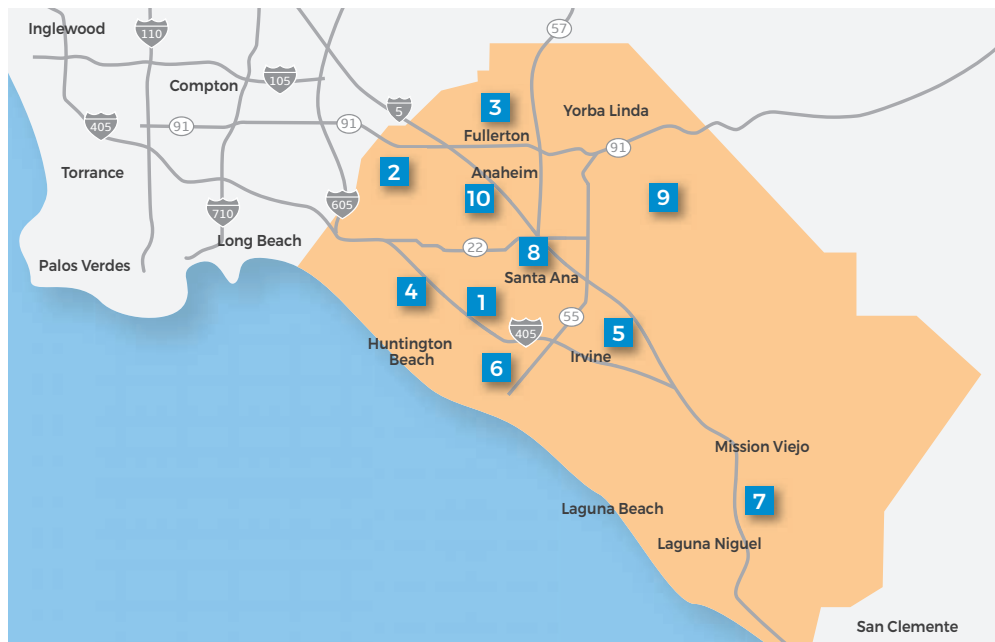 Inglewood
110
57
Compton
105
5
3
Yorba Linda
405
91
91
Fullerton
91
Torrance
2
Anaheim
10
9
605
710
Long Beach
22
8
Palos Verdes
Santa Ana
4
1
55
405
5
Huntington
Beach
Irvine
6
Mission Viejo
7
Laguna Beach
Laguna Niguel
San Clemente